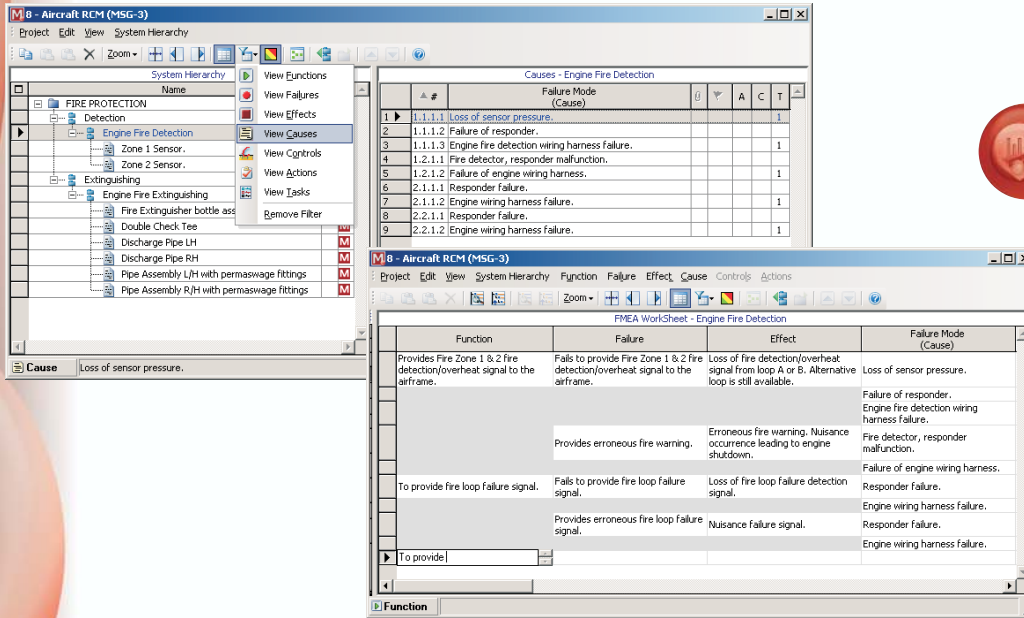 8 - Aircraft RCM (MSG-3)
Project Edit View System Hierarchy
Zoom
System Hierarchy
Name
FIRE PROTECTION
Detection
Engine Fire Detection
Zone 1 Sensor.
Zone 2 Sensor.
Extinguishing
Engine Fire Extinguishing
Fire Extinguisher bottle ass
Double Check Tee
Discharge Pipe LH
Discharge Pipe RH
Pipe Assembly L/H with permaswage fittings
Pipe Assembly R/H with permaswage fittings
M
M
M
M
M
View Functions
View Failures
View Effects
View Causes
View Controls
View Actions
View Tasks
Remove Filter
Causes - Engine Fire Detection
# Failure Mode (Cause) A C T
1 1.1.1.1 Loss of sensor pressure. 1
2 1.1.1.2 Failure of responder.
3 1.1.1.3 Engine fire detection wiring harness failure. 1
4 1.2.1.1 Fire detector, responder malfunction.
5 1.2.1.2 Failure of engine wiring harness. 1
6 2.1.1.1 Responder failure.
7 2.1.1.2 Engine wiring harness failure. 1
8 2.2.1.1 Responder failure.
9 2.2.1.2 Engine wiring harness failure. 1
Cause Loss of sensor pressure.
8 - Aircraft RCM (MSG-3)
Project Edit View System Hierarchy Function Failure Effect Cause Controls Actions
Zoom
FMEA WorkSheet - Engine Fire Detection
Function Failure Effect Failure Mode
(Cause)
Provides Fire Zone 1 & 2 fire
detection/overheat signal to the
airframe.
Fails to provide Fire Zone 1 & 2 fire
detection/overheat signal to the
airframe.
Loss of fire detection/overheat
signal from loop A or B. Alternative
loop is still available.
Loss of sensor pressure.
Failure of responder.
Engine fire detection wiring
harness failure.
Provides erroneous fire warning.
Erroneous fire warning. Nuisance
occurrence leading to engine
shutdown.
Fire detector, responder
malfunction.
Failure of engine wiring harness.
To provide fire loop failure signal.
Fails to provide fire loop failure
signal.
Loss of fire loop failure detection
signal.
Responder failure.
Engine wiring harness failure.
Provides erroneous fire loop failure
signal.
Nuisance failure signal.
Responder failure.
Engine wiring harness failure.
To provide
Function